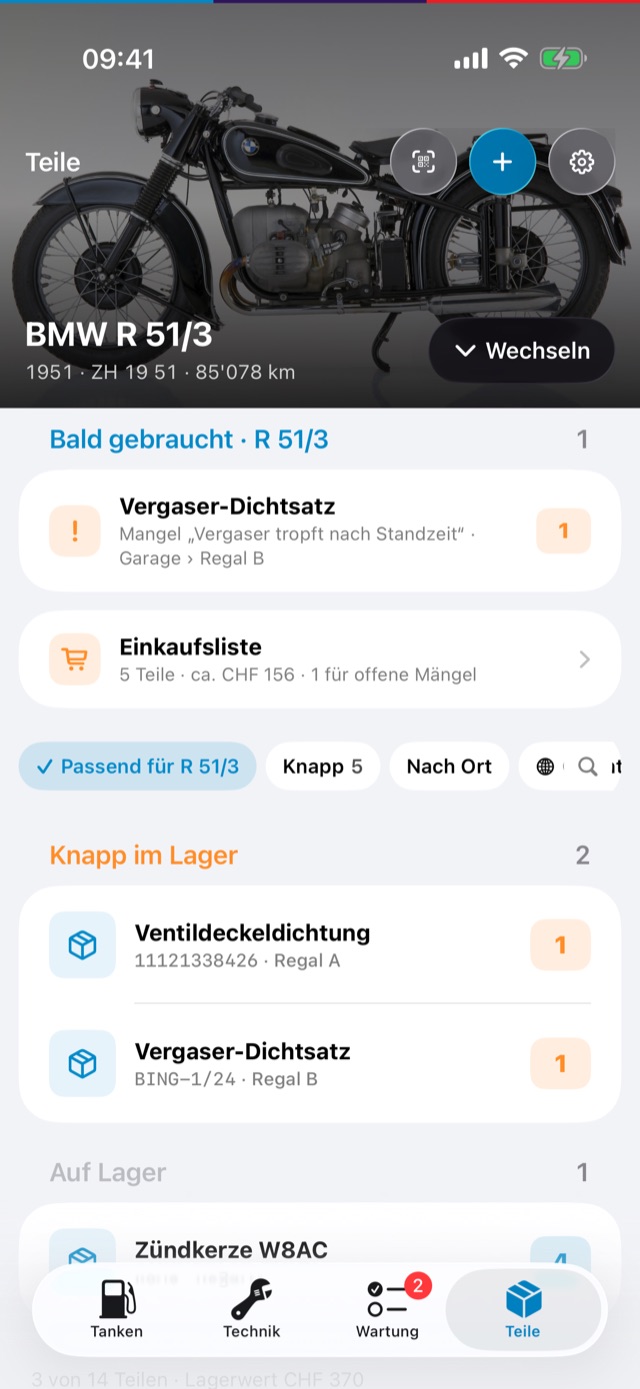 09:41
Teile
BMW R 51/3
1951 · ZH 19 51 · 85'078 km
Wechseln
Bald gebraucht · R 51/3 1
Vergaser-Dichtsatz
Mangel „Vergaser tropft nach Standzeit“ ·
Garage › Regal B
1
Einkaufsliste
5 Teile · ca. CHF 156 · 1 für offene Mängel
Passend für R 51/3 Knapp 5 Nach Ort
Knapp im Lager 2
Ventildeckeldichtung
11121338426 · Regal A
1
Vergaser-Dichtsatz
BING-1/24 · Regal B
1
Auf Lager 1
Zündkerze W8AC
4
2
Tanken Technik Wartung Teile
3 von 14 Teilen · Lagerwert CHF 370